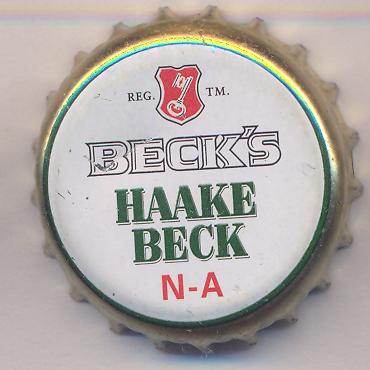 REG. TM.
BECK'S
HAAKE
BECK
N-A